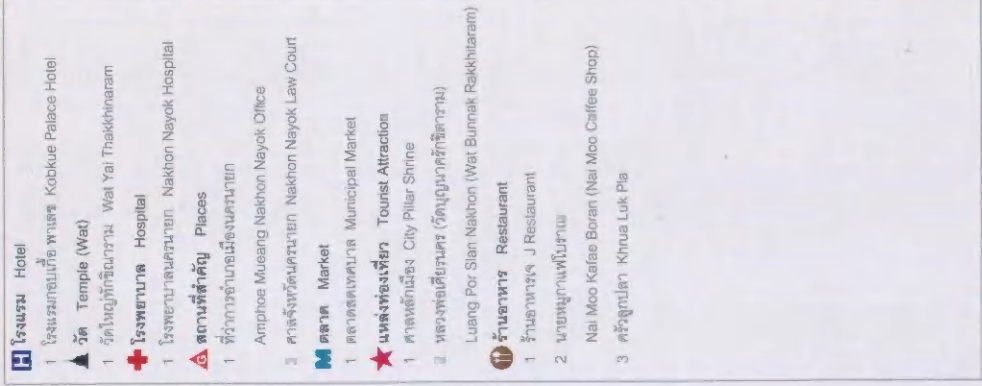 H โรงแรม Hotel
1 โรงแรมกอบเกื้อ พาเลซ Kobkue Palace Hotel
วัด Temple (Wat)
1 วัดใหญ่ทักขิณาราม Wat Yai Thakkhinaram
โรงพยาบาล Hospital
1 โรงพยาบาลนครนายก Nakhon Nayok Hospital
G สถานที่สำคัญ Places
1 ที่ว่าการอำเภอเมืองนครนายก
Amphoe Mueang Nakhon Nayok Office
3 ศาลจังหวัดนครนายก Nakhon Nayok Law Court
M ตลาด Market
1 ตลาดสดเทศบาล Municipal Market
แหล่งท่องเที่ยว Tourist Attraction
1 ศาลหลักเมือง City Pillar Shrine
2 หลวงพ่อเศียรนคร (วัดบุญนาครักขิตาราม)
Luang Por Sian Nakhon (Wat Bunnak Rakkhitaram)
ร้านอาหาร Restaurant
1 ร้านอาหารเจ J Restaurant
2 นายหมูกาแฟโบราณ
Nai Moo Kafae Boran (Nai Moo Caffee Shop)
3 ครัวลูกปลา Khrua Luk Pla